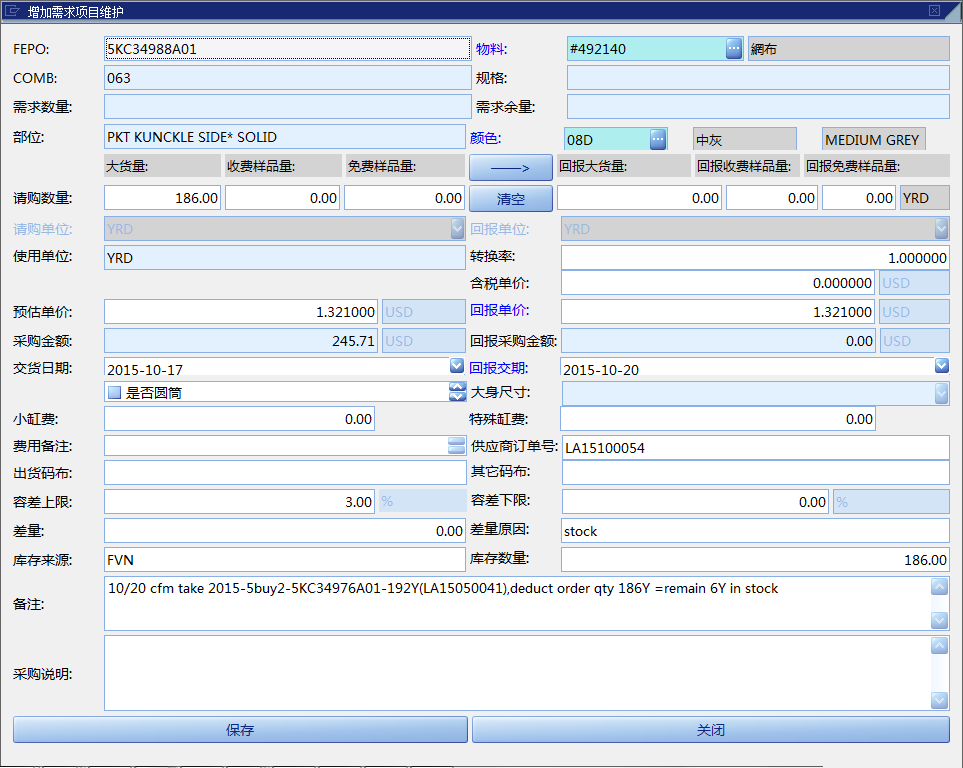 增加需求项目维护
FEPO: 5KC34988A01 物料: #492140 ... 網布
COMB: 063 规格:
需求数量: 需求余量:
部位: PKT KUNCKLE SIDE* SOLID 颜色: 08D ... 中灰 MEDIUM GREY
大货量: 收费样品量: 免费样品量: ---> 回报大货量: 回报收费样品量: 回报免费样品量:
请购数量: 186.00 0.00 0.00 清空 0.00 0.00 0.00 YRD
请购单位: YRD 回报单位: YRD
使用单位: YRD 转换率: 1.000000
含税单价: 0.000000 USD
预估单价: 1.321000 USD 回报单价: 1.321000 USD
采购金额: 245.71 USD 回报采购金额: 0.00 USD
交货日期: 2015-10-17 回报交期: 2015-10-20
是否圆筒 大身尺寸:
小缸费: 0.00 特殊缸费: 0.00
费用备注: 供应商订单号: LA15100054
出货码布: 其它码布:
容差上限: 3.00 % 容差下限: 0.00 %
差量: 0.00 差量原因: stock
库存来源: FVN 库存数量: 186.00
备注: 10/20 cfm take 2015-5buy2-5KC34976A01-192Y(LA15050041),deduct order qty 186Y =remain 6Y in stock
采购说明:
保存 关闭